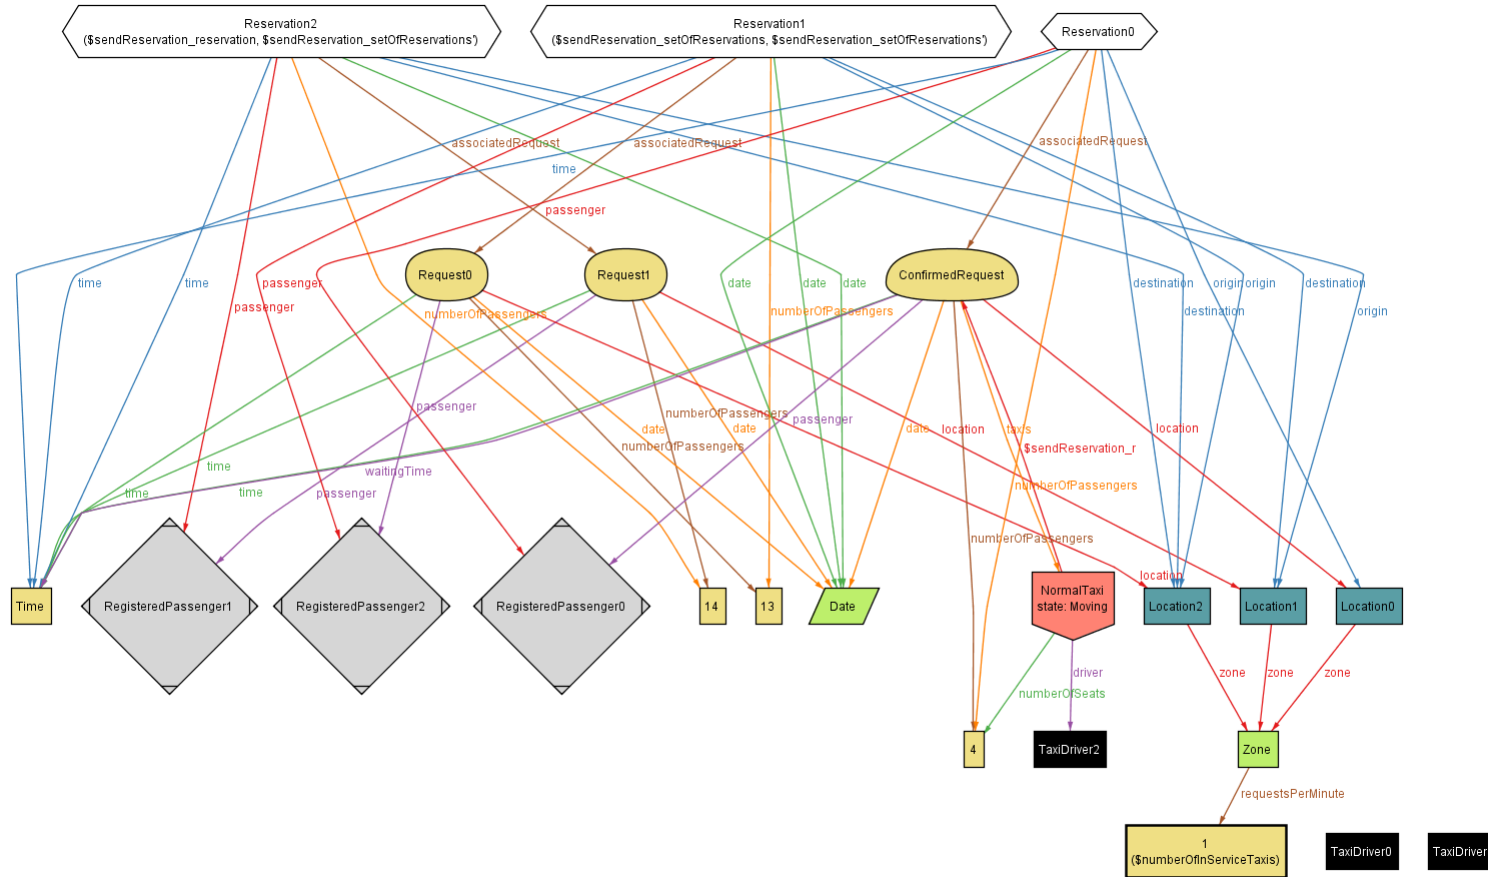 Reservation2
($sendReservation_reservation, $sendReservation_setOfReservations')
Reservation1
($sendReservation_setOfReservations, $sendReservation_setOfReservations')
Reservation0
associatedRequest
associatedRequest
associatedRequest
time
passenger
Request0
Request1
ConfirmedRequest
time
time
passenger
passenger
date
date
date
destination
origin
origin
destination
numberOfPassengers
numberOfPassengers
destination
origin
passenger
numberOfPassengers
passenger
date
date
numberOfPassengers
date
location
taxis
$sendReservation_r
location
time
waitingTime
numberOfPassengers
time
time
passenger
numberOfPassengers
location
Time
RegisteredPassenger1
RegisteredPassenger2
RegisteredPassenger0
14
13
Date
NormalTaxi
state: Moving
Location2
Location1
Location0
driver
zone
zone
zone
numberOfSeats
4
TaxiDriver2
Zone
requestsPerMinute
1
($numberOfInServiceTaxis)
TaxiDriver0
TaxiDriver